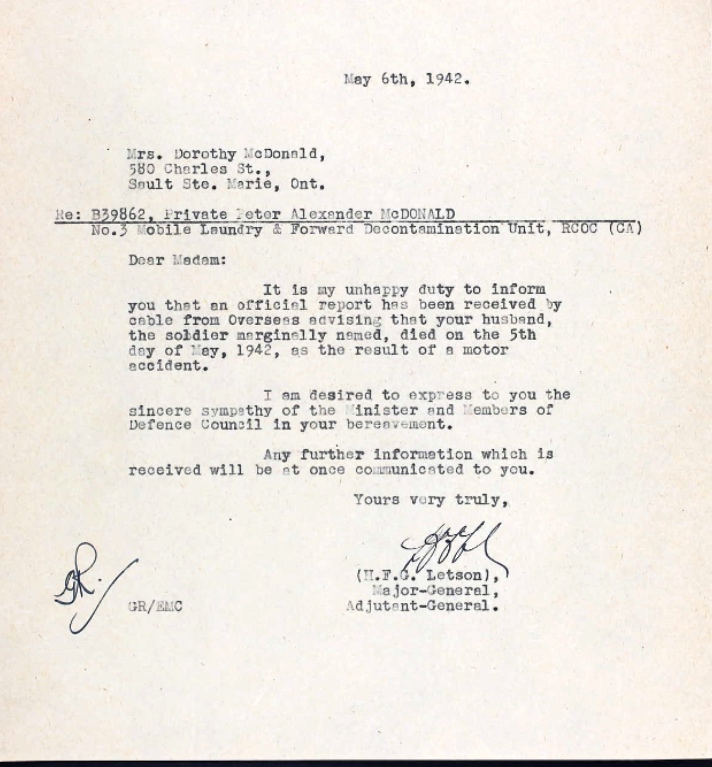 May 6th, 1942.
Mrs. Dorothy McDonald,
580 Charles St.,
Sault Ste. Marie, Ont.
Re: B39862, Private Peter Alexander McDONALD
No.3 Mobile Laundry & Forward Decontamination Unit, RCOC (CA)
Dear Madam:
It is my unhappy duty to inform
you that an official report has been received by
cable from Overseas advising that your husband,
the soldier marginally named, died on the 5th
day of May, 1942, as the result of a motor
accident.
I am desired to express to you the
sincere sympathy of the Minister and Members of
Defence Council in your bereavement.
Any further information which is
received will be at once communicated to you.
Yours very truly,
(H.F.G. Letson),
Major-General,
Adjutant-General.
GR.
GR/EMC